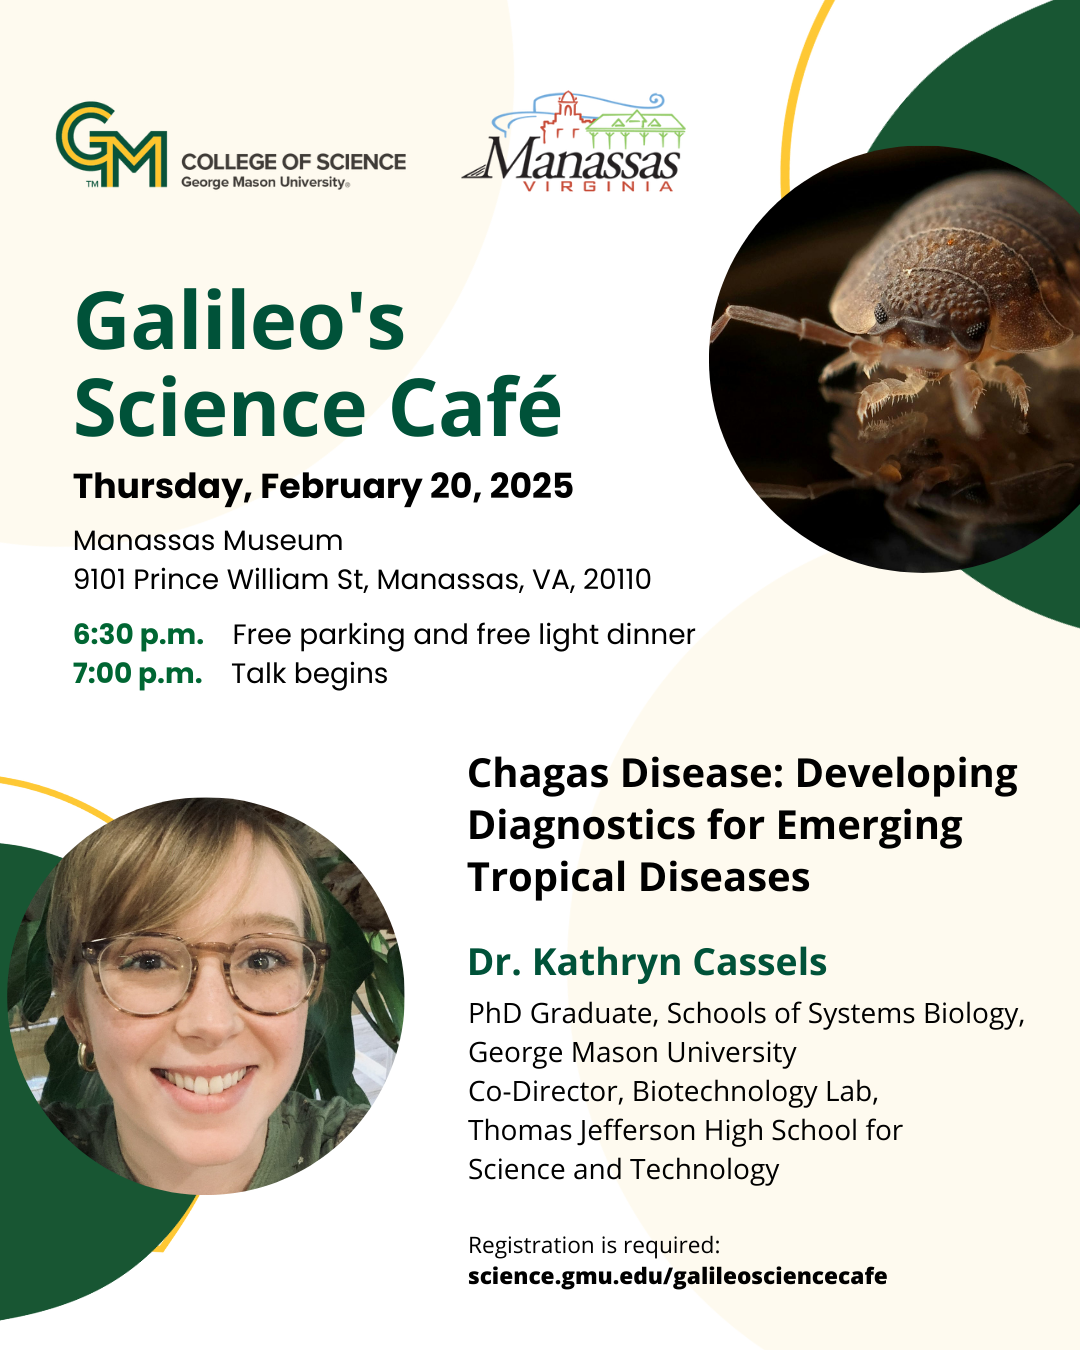 GM
TM
COLLEGE OF SCIENCE
George Mason University®
Manassas
VIRGINIA
Galileo's
Science Café
Thursday, February 20, 2025
Manassas Museum
9101 Prince William St, Manassas, VA, 20110
6:30 p.m. Free parking and free light dinner
7:00 p.m. Talk begins
Chagas Disease: Developing
Diagnostics for Emerging
Tropical Diseases
Dr. Kathryn Cassels
PhD Graduate, Schools of Systems Biology,
George Mason University
Co-Director, Biotechnology Lab,
Thomas Jefferson High School for
Science and Technology
Registration is required:
science.gmu.edu/galileosciencecafe